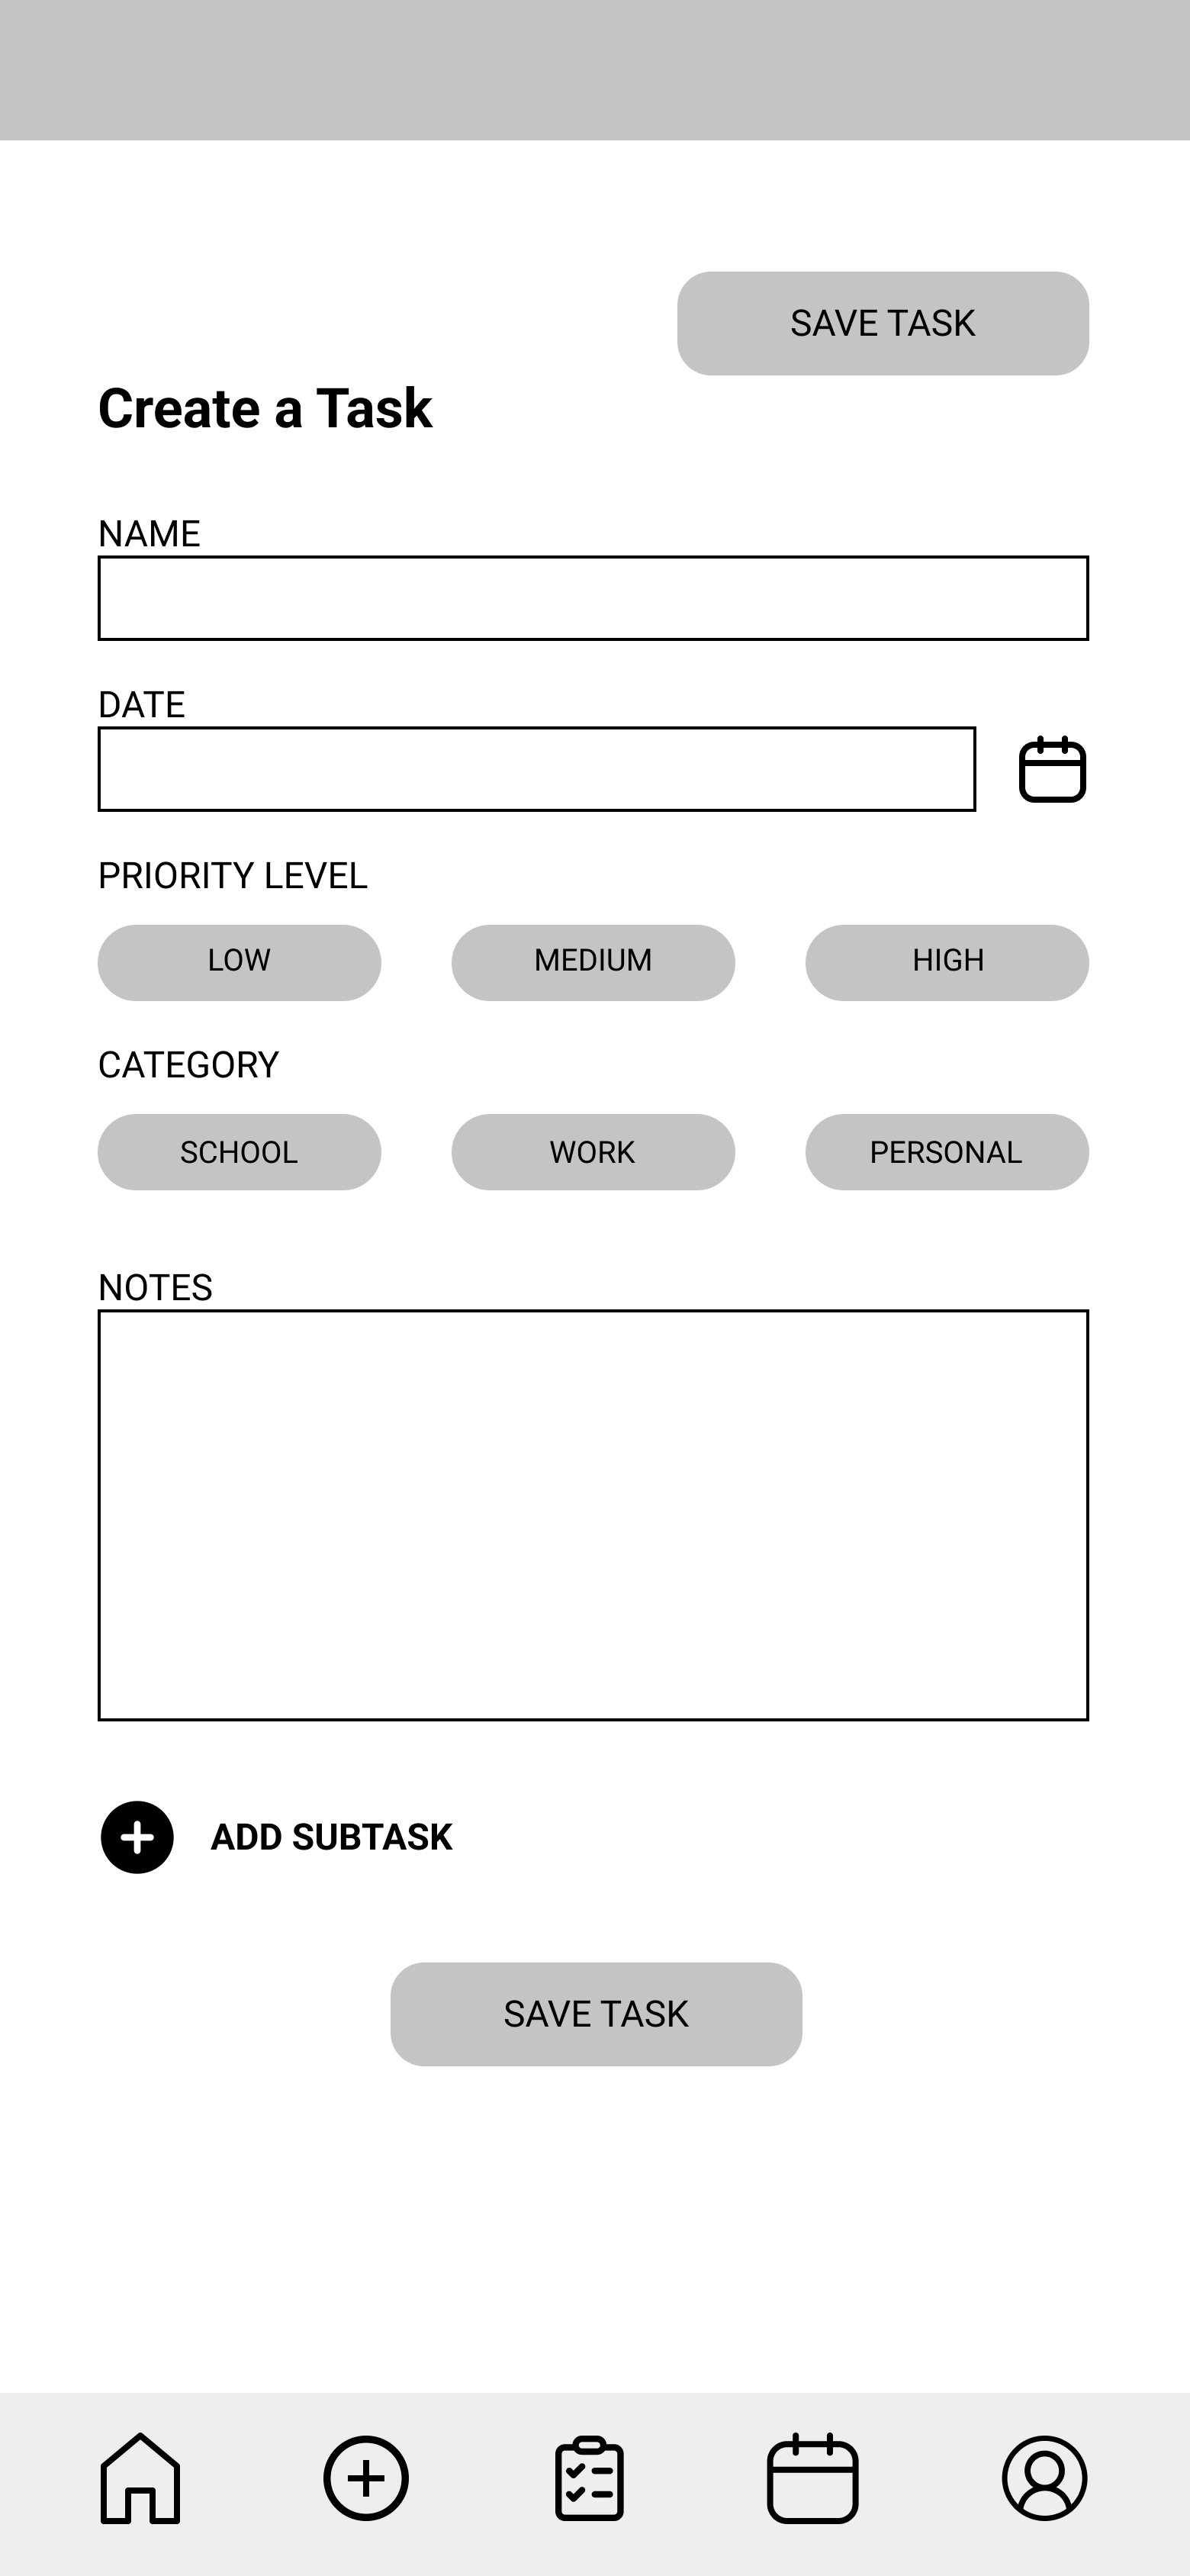 SAVE TASK
Create a Task
NAME
DATE
PRIORITY LEVEL
LOW
MEDIUM
HIGH
CATEGORY
SCHOOL
WORK
PERSONAL
NOTES
ADD SUBTASK
SAVE TASK